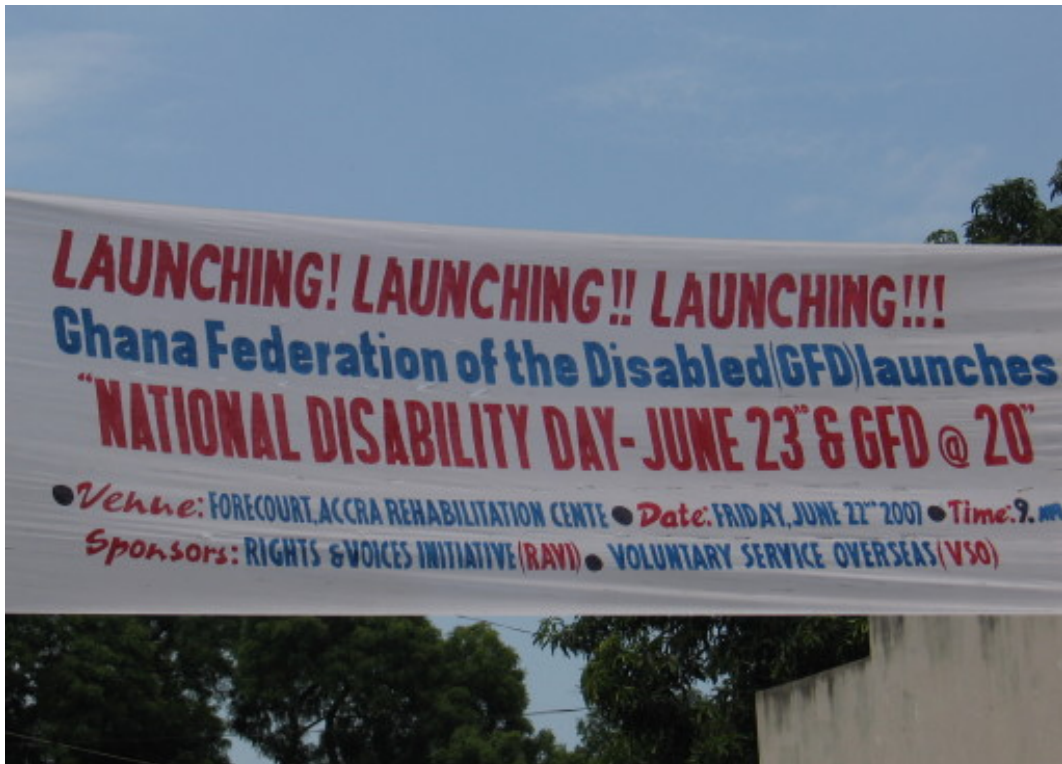 LAUNCHING! LAUNCHING!! LAUNCHING!!!
Ghana Federation of the Disabled(GFD)launches
"NATIONAL DISABILITY DAY- JUNE 23RD & GFD @ 20"
•Venue: FORECOURT, ACCRA REHABILITATION CENTE • Date: FRIDAY, JUNE 22ND 2007 • Time: 9.
Sponsors: RIGHTS & VOICES INITIATIVE (RAVI) • VOLUNTARY SERVICE OVERSEAS (VSO)